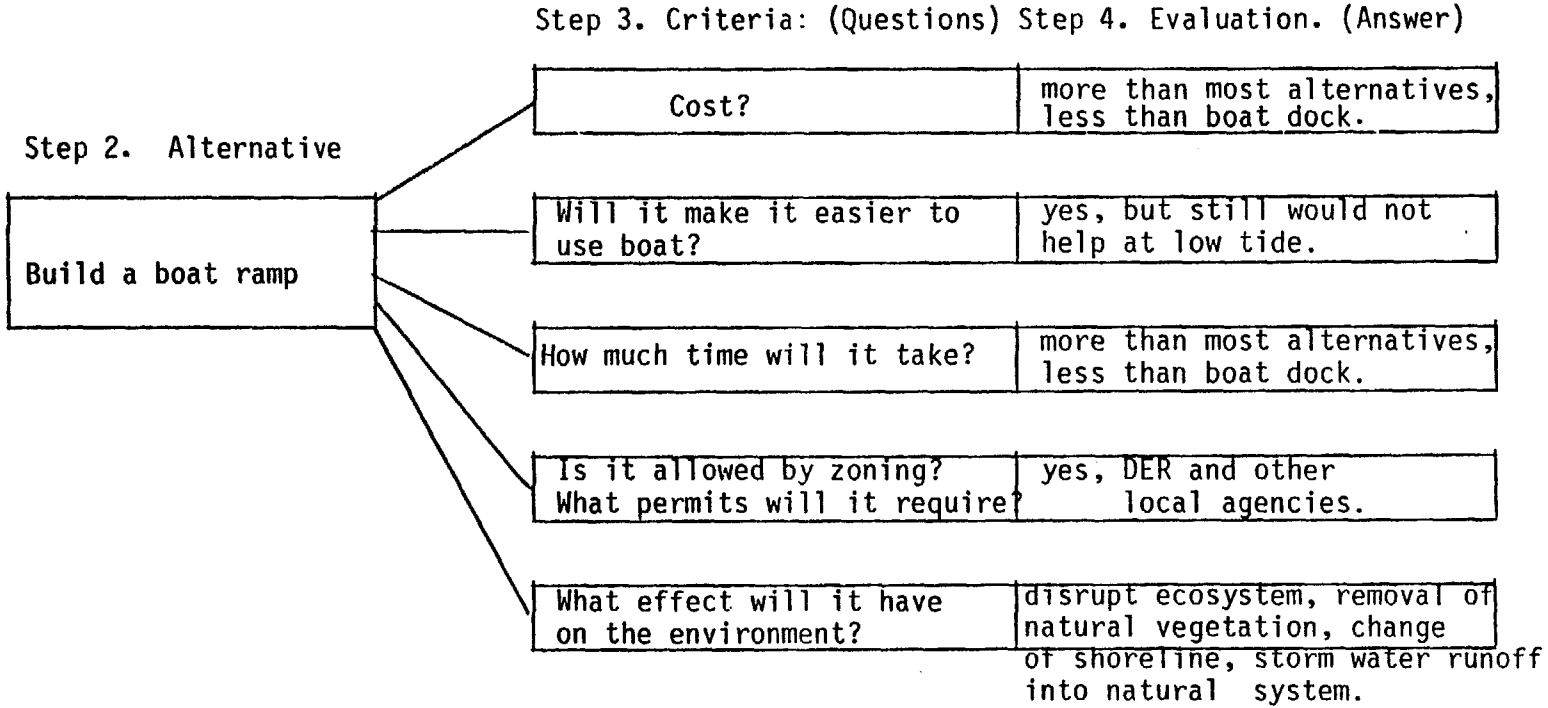 Step 3. Criteria: (Questions) Step 4. Evaluation. (Answer)
Cost?
more than most alternatives,
less than boat dock.
Step 2. Alternative
Build a boat ramp
Will it make it easier to
use boat?
yes, but still would not
help at low tide.
How much time will it take?
more than most alternatives,
less than boat dock.
Is it allowed by zoning?
What permits will it require?
yes, DER and other
local agencies.
What effect will it have
on the environment?
disrupt ecosystem, removal of
natural vegetation, change
of shoreline, storm water runoff
into natural system.